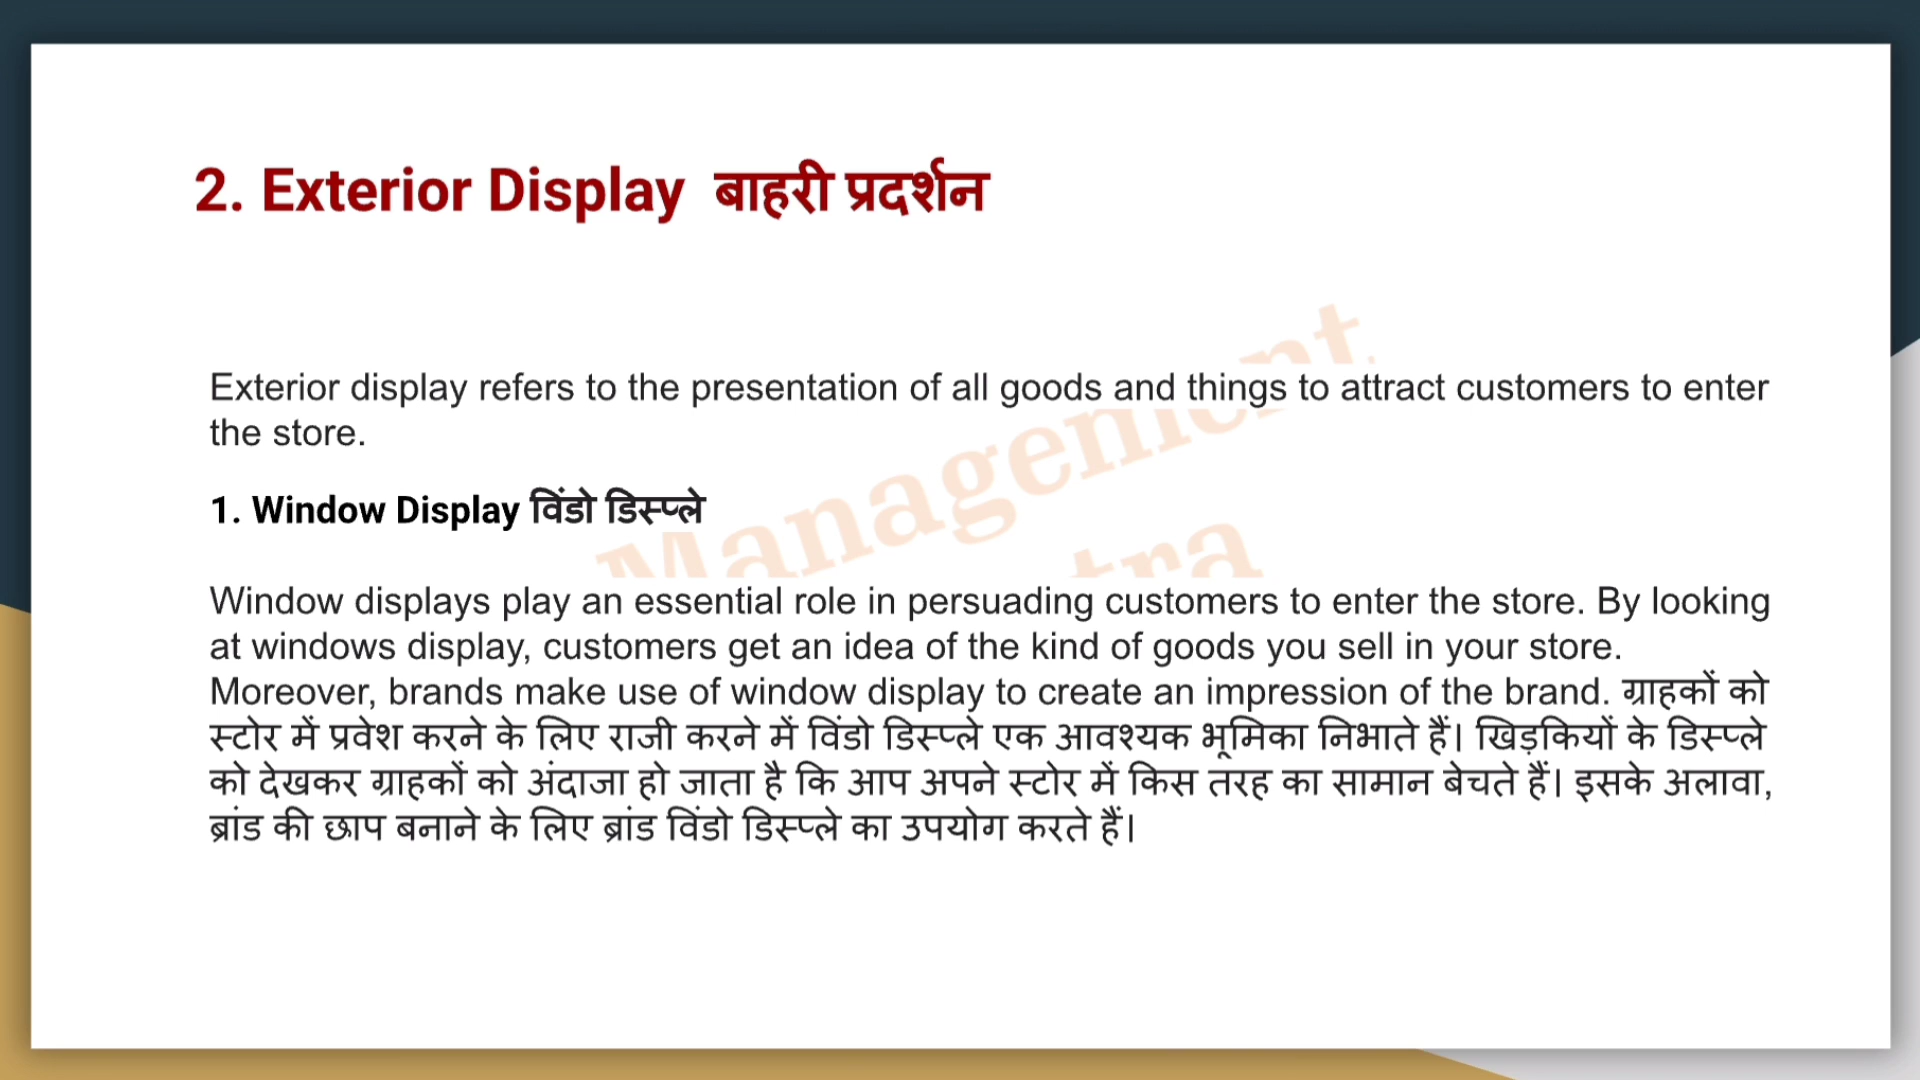 2. Exterior Display बाहरी प्रदर्शन
Exterior display refers to the presentation of all goods and things to attract customers to enter
the store.
1. Window Display विंडो डिस्प्ले
Window displays play an essential role in persuading customers to enter the store. By looking
at windows display, customers get an idea of the kind of goods you sell in your store.
Moreover, brands make use of window display to create an impression of the brand. ग्राहकों को
स्टोर में प्रवेश करने के लिए राजी करने में विंडो डिस्प्ले एक आवश्यक भूमिका निभाते हैं। खिड़कियों के डिस्प्ले
को देखकर ग्राहकों को अंदाजा हो जाता है कि आप अपने स्टोर में किस तरह का सामान बेचते हैं। इसके अलावा,
ब्रांड की छाप बनाने के लिए ब्रांड विंडो डिस्प्ले का उपयोग करते हैं।
Management